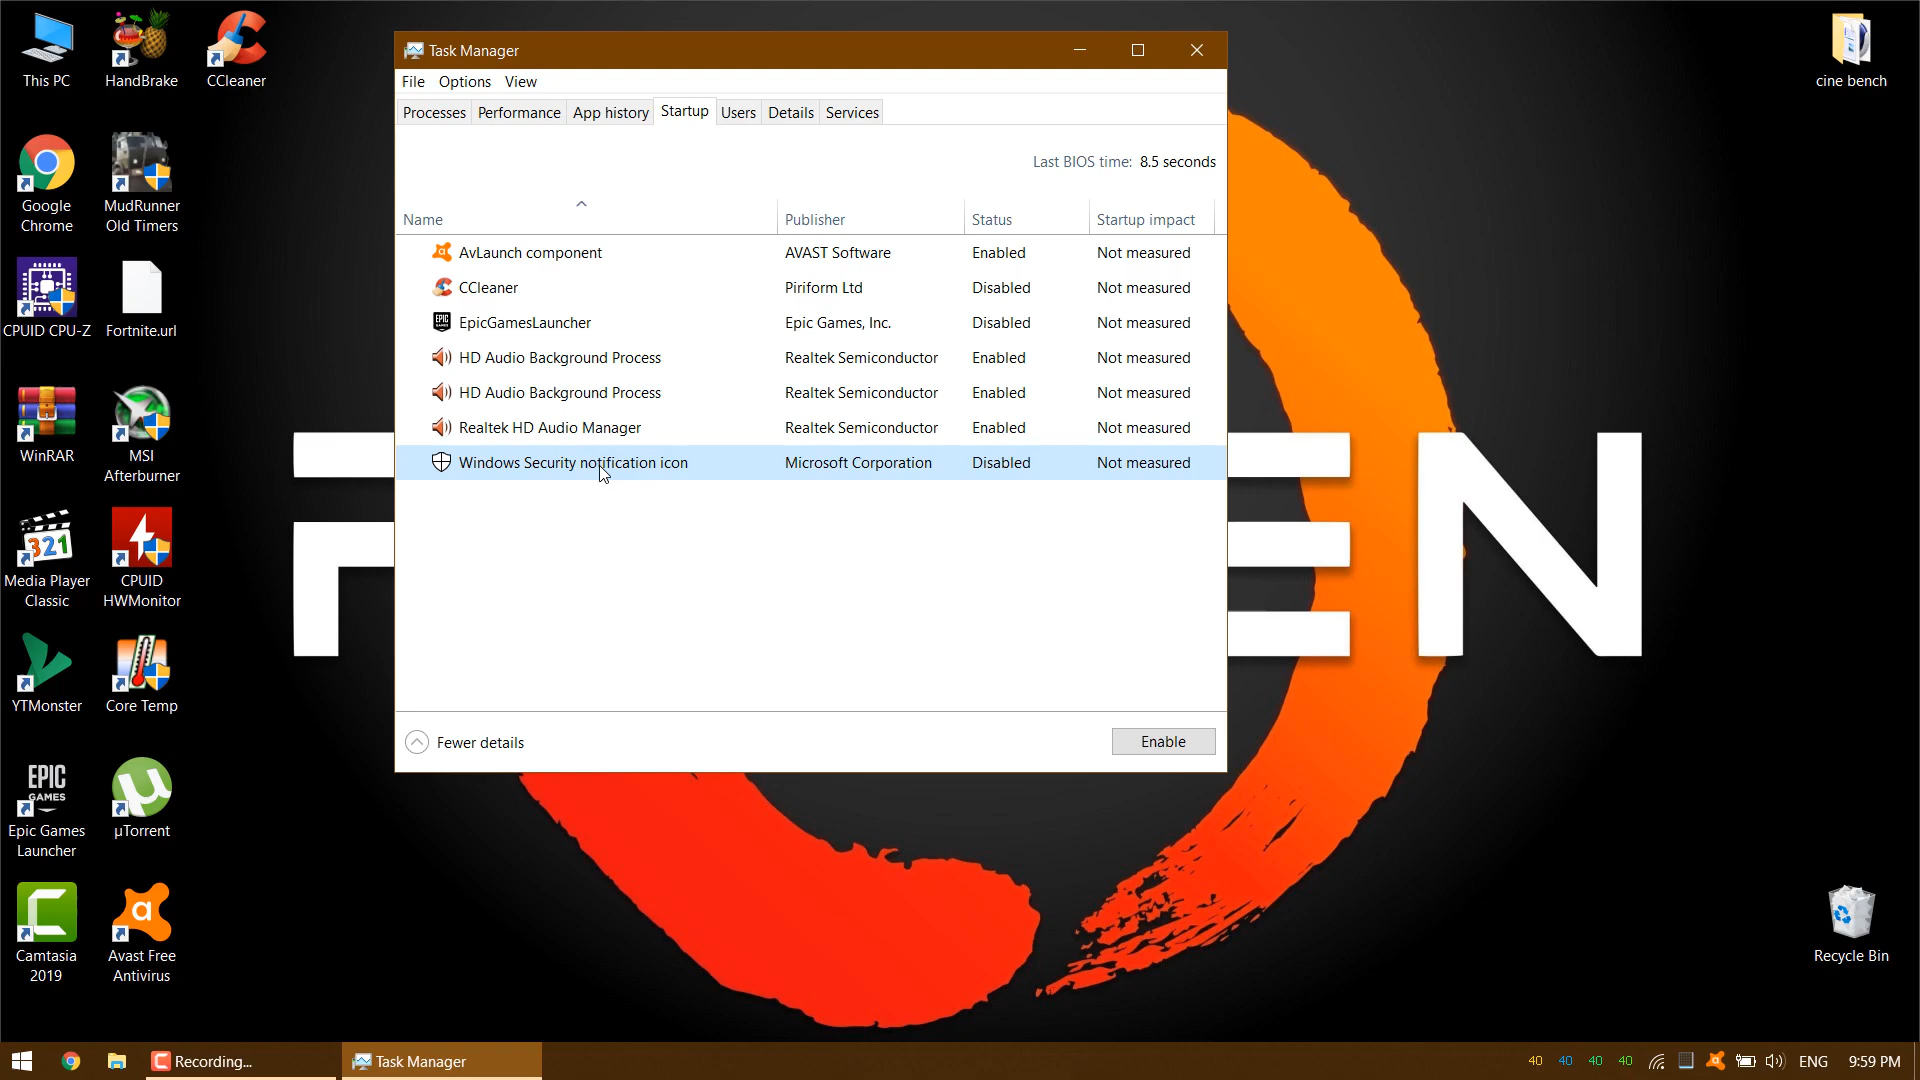 This PC
HandBrake
CCleaner
cine bench
Google
Chrome
MudRunner
Old Timers
CPUID CPU-Z
Fortnite.url
WinRAR
MSI
Afterburner
321
Media Player
Classic
CPUID
HWMonitor
YTMonster
Core Temp
EPIC
GAMES
Epic Games
Launcher
µTorrent
Camtasia
2019
Avast Free
Antivirus
Recycle Bin
Task Manager
File Options View
Processes Performance App history Startup Users Details Services
Last BIOS time: 8.5 seconds
Name Publisher Status Startup impact
AvLaunch component AVAST Software Enabled Not measured
CCleaner Piriform Ltd Disabled Not measured
EpicGamesLauncher Epic Games, Inc. Disabled Not measured
HD Audio Background Process Realtek Semiconductor Enabled Not measured
HD Audio Background Process Realtek Semiconductor Enabled Not measured
Realtek HD Audio Manager Realtek Semiconductor Enabled Not measured
Windows Security notification icon Microsoft Corporation Disabled Not measured
Fewer details
Enable
EN
Recording...
Task Manager
40 40 40 40 ENG 9:59 PM